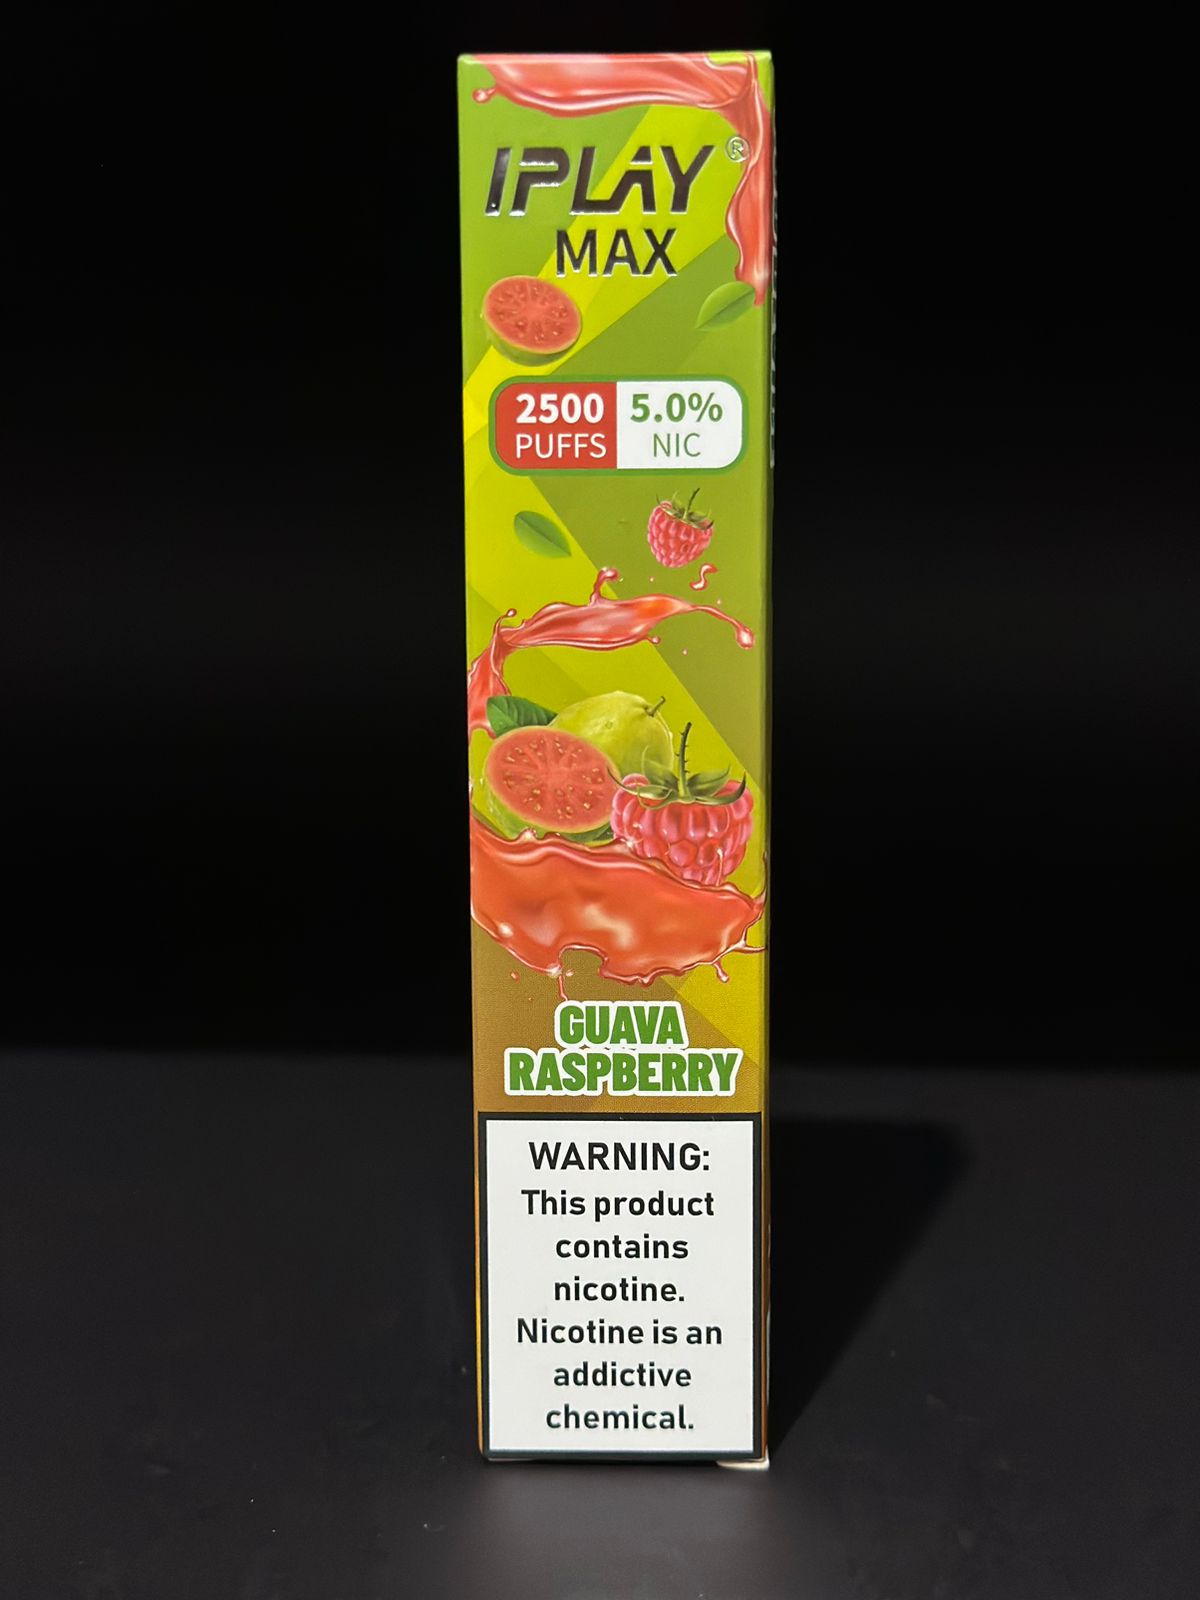 IPLAY®
MAX
2500 5.0%
PUFFS NIC
GUAVA
RASPBERRY
WARNING:
This product
contains
nicotine.
Nicotine is an
addictive
chemical.